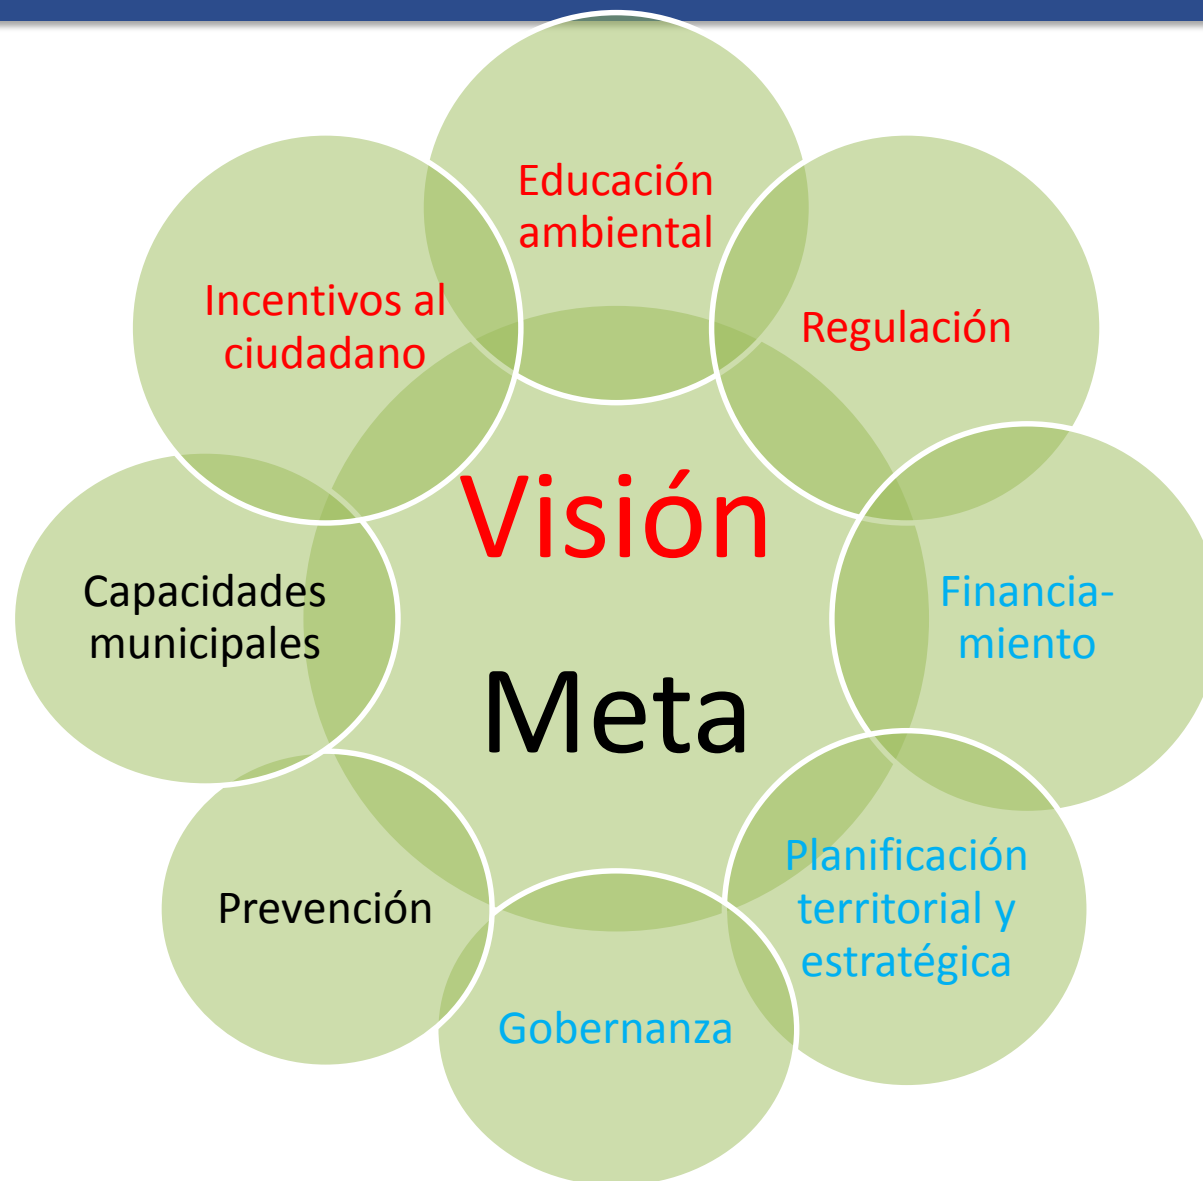 Educación
ambiental
Regulación
Financia-
miento
Planificación
territorial y
estratégica
Gobernanza
Prevención
Capacidades
municipales
Incentivos al
ciudadano
Visión
Meta